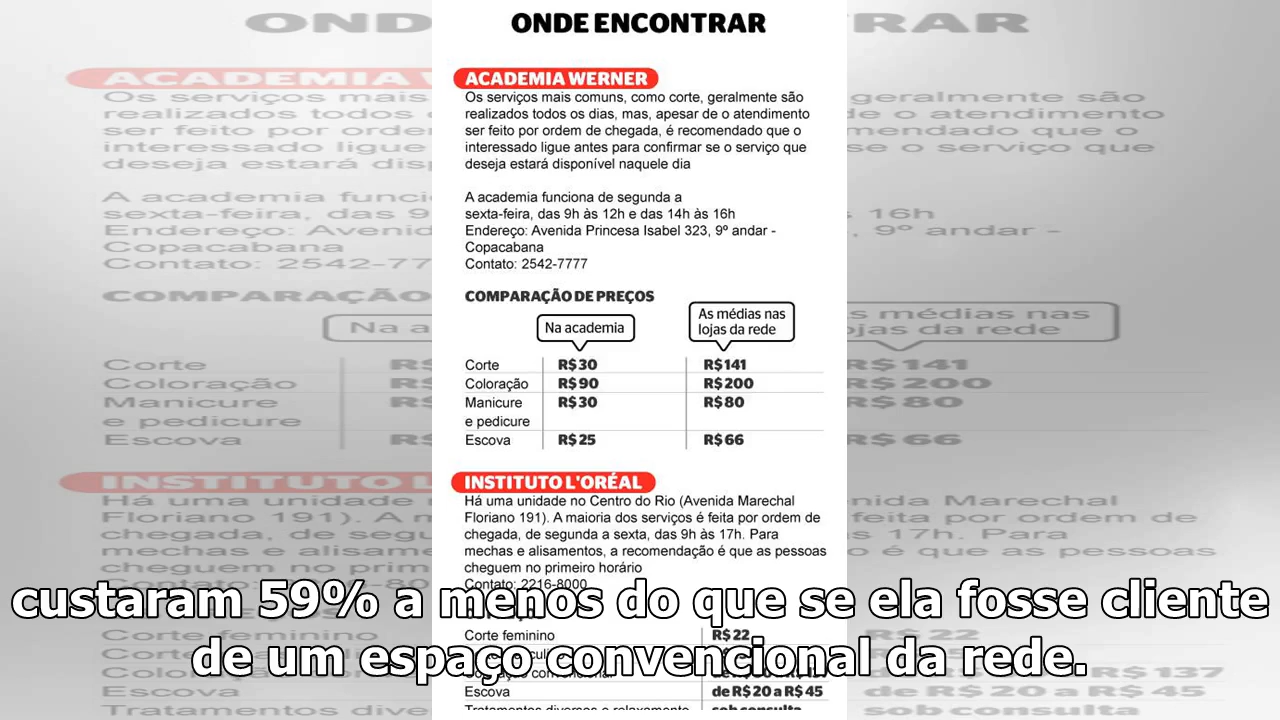 ONDE ENCONTRAR
ACADEMIA WERNER
Os serviços mais comuns, como corte, geralmente são
realizados todos os dias, mas, apesar de o atendimento
ser feito por ordem de chegada, é recomendado que o
interessado ligue antes para confirmar se o serviço que
deseja estará disponível naquele dia
A academia funciona de segunda a
sexta-feira, das 9h às 12h e das 14h às 16h
Endereço: Avenida Princesa Isabel 323, 9º andar -
Copacabana
Contato: 2542-7777
COMPARAÇÃO DE PREÇOS
Na academia
As médias nas
lojas da rede
Corte R$ 30 R$ 141
Coloração R$ 90 R$ 200
Manicure R$ 30 R$ 80
e pedicure
Escova R$ 25 R$ 66
INSTITUTO L'ORÉAL
Há uma unidade no Centro do Rio (Avenida Marechal
Floriano 191). A maioria dos serviços é feita por ordem de
chegada, de segunda a sexta, das 9h às 17h. Para
mechas e alisamentos, a recomendação é que as pessoas
cheguem no primeiro horário
Contato: 2216-8000
custaram 59% a menos do que se ela fosse cliente
Corte feminino R$ 22
de um espaço convencional da rede.
Escova de R$ 20 a R$ 45
Tratamentos diversos e relaxamento sob consulta